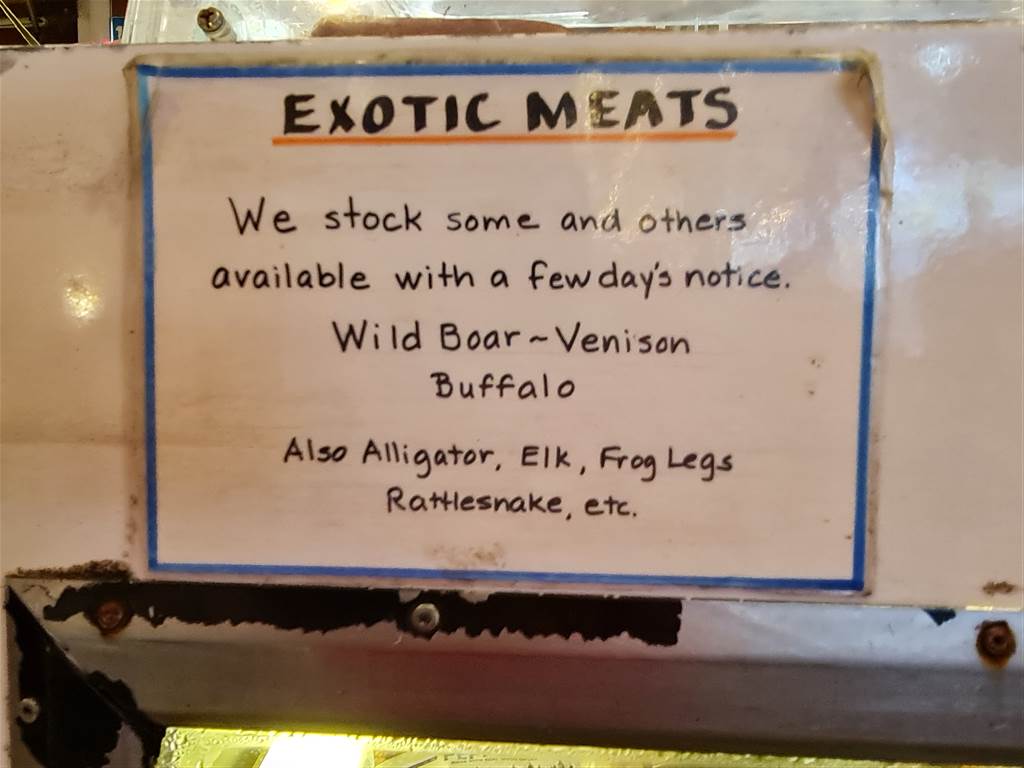 EXOTIC MEATS
We stock some and others
available with a few day's notice.
Wild Boar ~ Venison
Buffalo
Also Alligator, Elk, Frog Legs
Rattlesnake, etc.